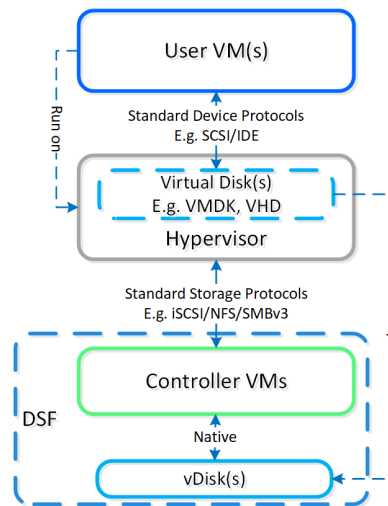 User VM(s)
Run on
Standard Device Protocols
E.g. SCSI/IDE
Virtual Disk(s)
E.g. VMDK, VHD
Hypervisor
Standard Storage Protocols
E.g. iSCSI/NFS/SMBv3
Controller VMs
DSF
Native
vDisk(s)